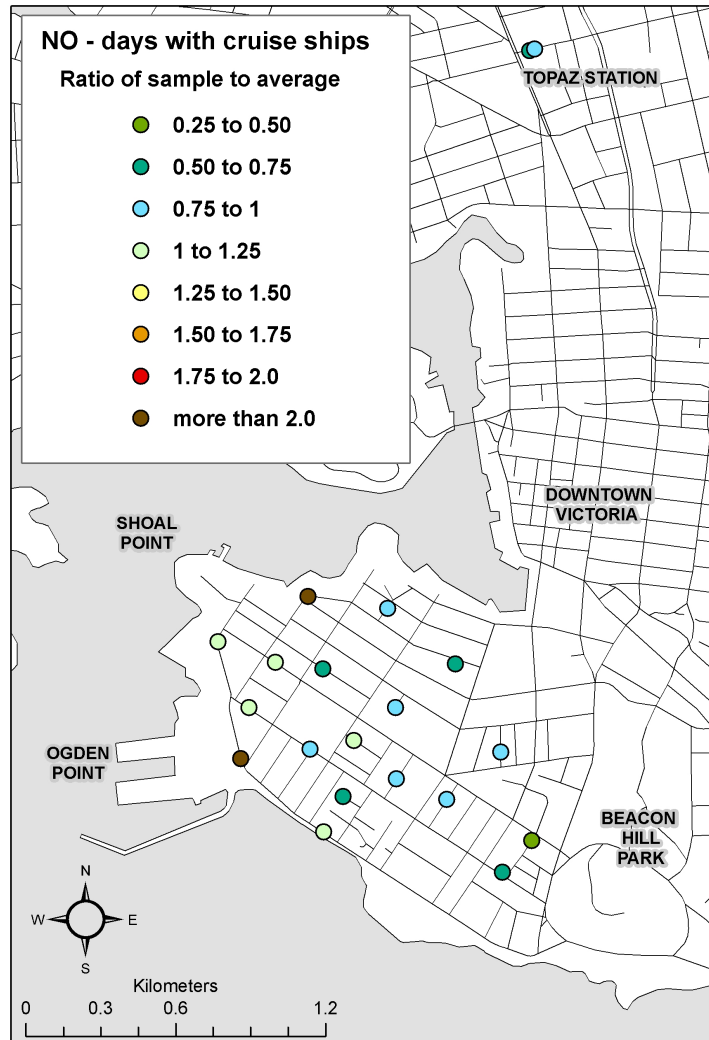 NO - days with cruise ships
Ratio of sample to average
0.25 to 0.50
0.50 to 0.75
0.75 to 1
1 to 1.25
1.25 to 1.50
1.50 to 1.75
1.75 to 2.0
more than 2.0
TOPAZ STATION
DOWNTOWN
VICTORIA
SHOAL
POINT
OGDEN
POINT
BEACON
HILL
PARK
N
W
E
S
Kilometers
0 0.3 0.6 1.2